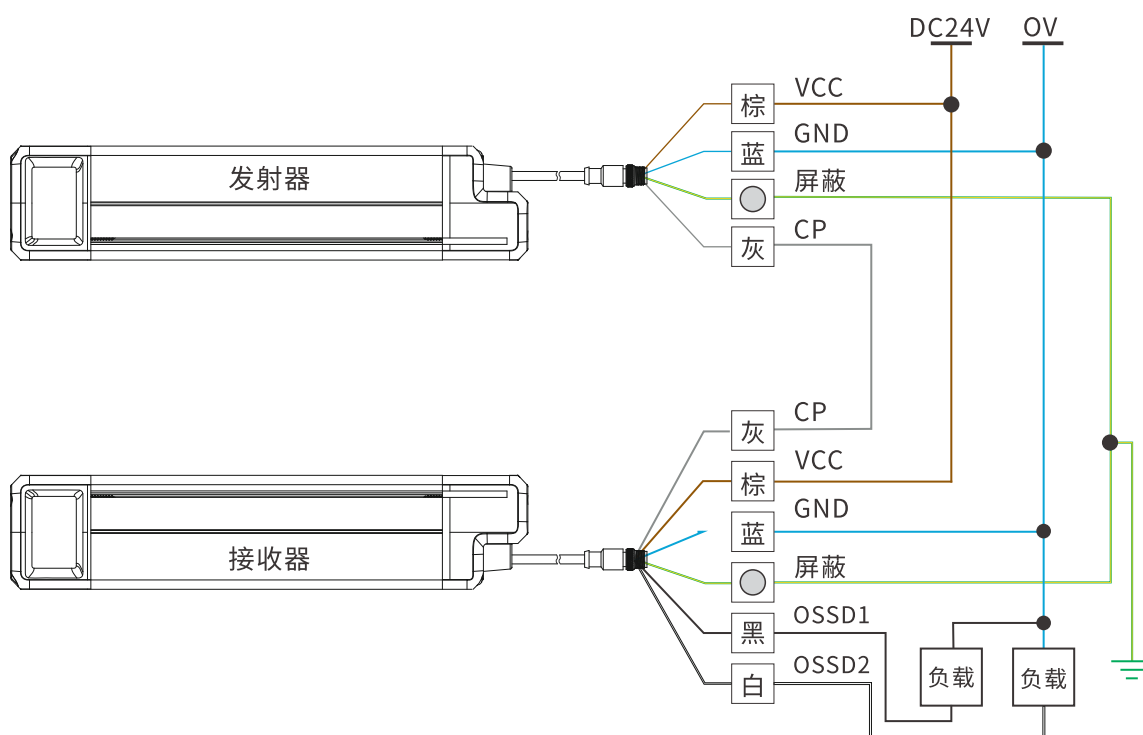 DC24V
OV
棕
VCC
蓝
GND
发射器
屏蔽
灰
CP
灰
CP
棕
VCC
蓝
GND
接收器
屏蔽
黑
OSSD1
白
OSSD2
负载
负载